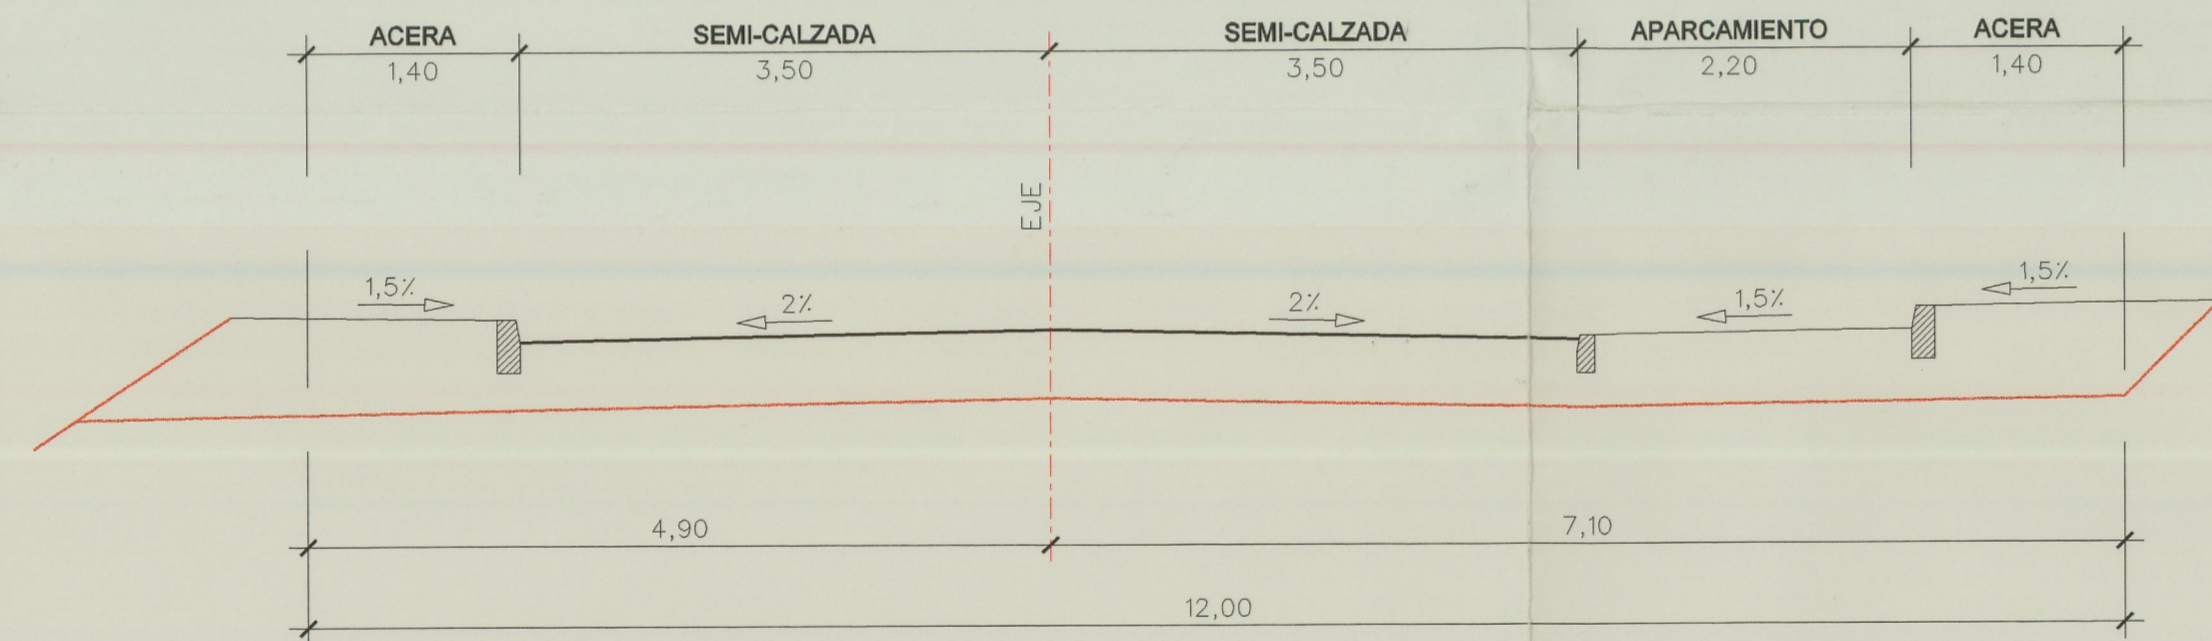 ACERA SEMI-CALZADA SEMI-CALZADA APARCAMIENTO ACERA
1,40 3,50 3,50 2,20 1,40
EJE
1,5% 2% 2% 1,5% 1,5%
4,90 7,10
12,00